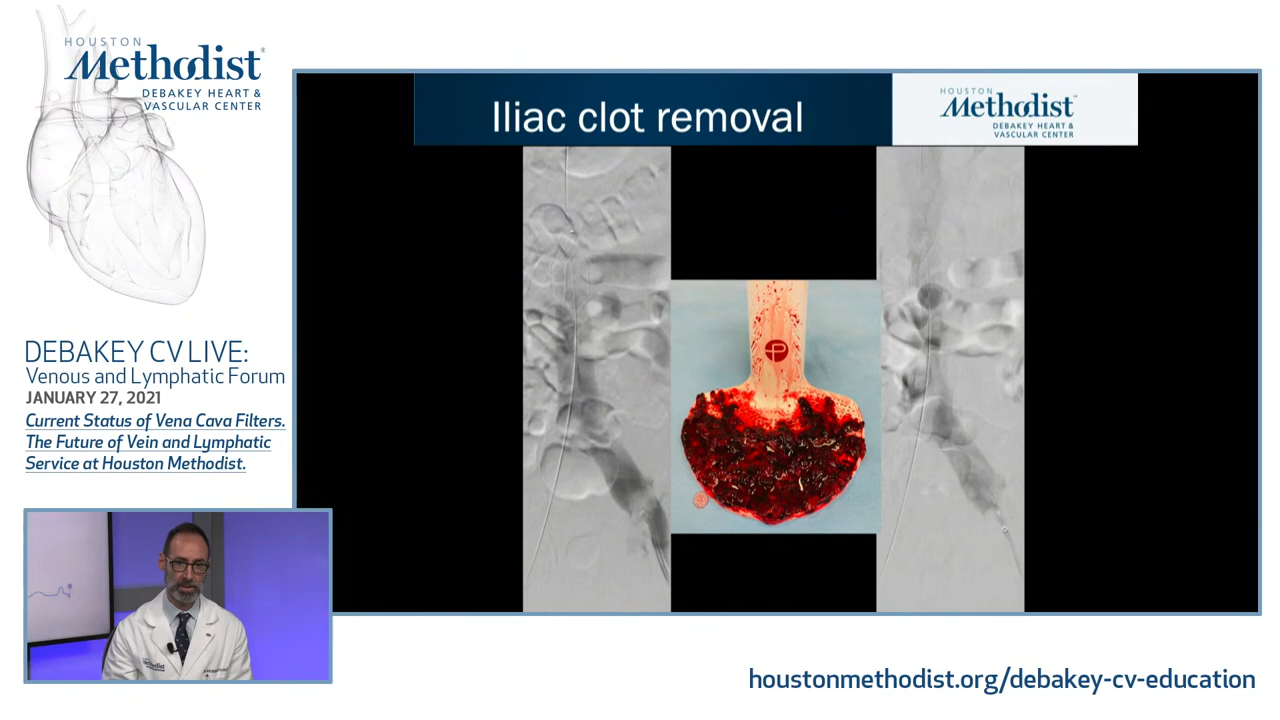 HOUSTON
Methodist
DEBAKEY HEART &
VASCULAR CENTER
DEBAKEY CV LIVE:
Venous and Lymphatic Forum
JANUARY 27, 2021
Current Status of Vena Cava Filters.
The Future of Vein and Lymphatic
Service at Houston Methodist.
Iliac clot removal
HOUSTON
Methodist
DEBAKEY HEART &
VASCULAR CENTER
P
Methodist
houstonmethodist.org/debakey-cv-education